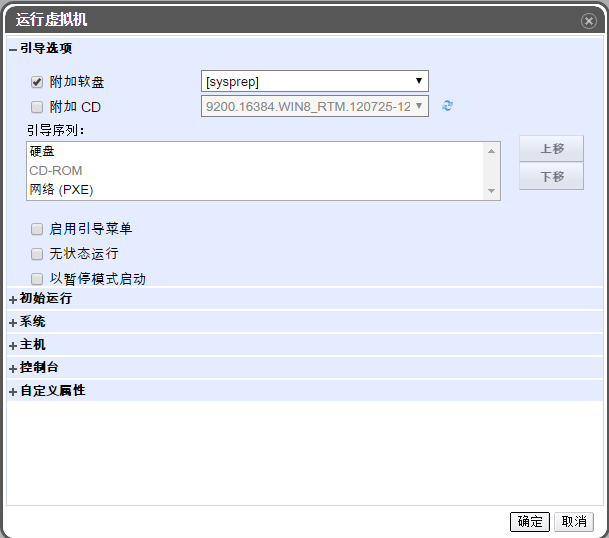 运行虚拟机
引导选项
附加软盘 [sysprep]
附加 CD 9200.16384.WIN8_RTM.120725-12
引导序列：
硬盘
上移
CD-ROM
下移
网络 (PXE)
启用引导菜单
无状态运行
以暂停模式启动
初始运行
系统
主机
控制台
自定义属性
确定 取消